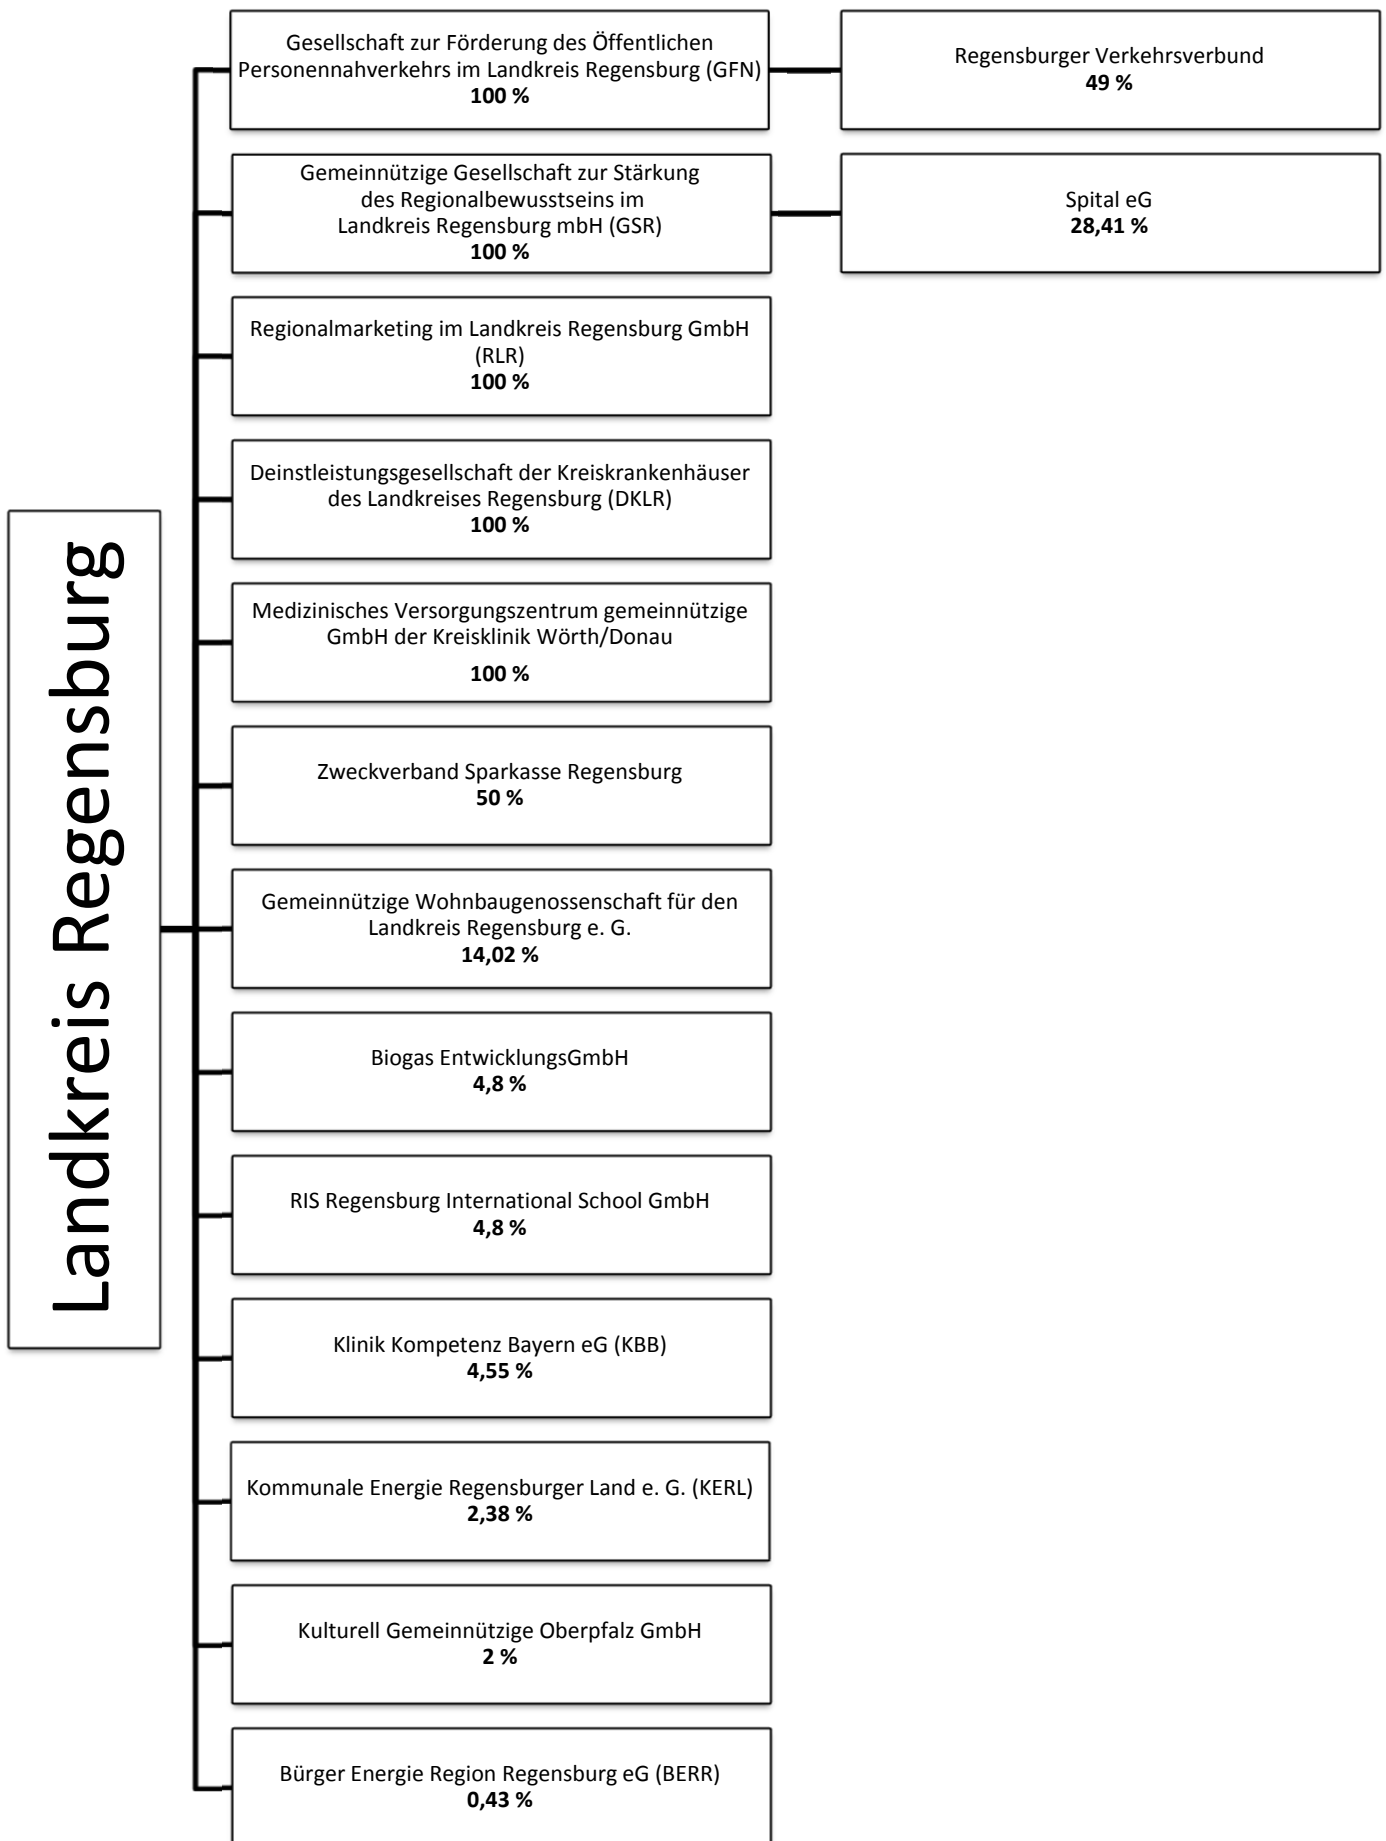 Landkreis Regensburg
Gesellschaft zur Förderung des Öffentlichen
Personennahverkehrs im Landkreis Regensburg (GFN)
100 %
Regensburger Verkehrsverbund
49 %
Gemeinnützige Gesellschaft zur Stärkung
des Regionalbewusstseins im
Landkreis Regensburg mbH (GSR)
100 %
Spital eG
28,41 %
Regionalmarketing im Landkreis Regensburg GmbH
(RLR)
100 %
Deinstleistungsgesellschaft der Kreiskrankenhäuser
des Landkreises Regensburg (DKLR)
100 %
Medizinisches Versorgungszentrum gemeinnützige
GmbH der Kreisklinik Wörth/Donau
100 %
Zweckverband Sparkasse Regensburg
50 %
Gemeinnützige Wohnbaugenossenschaft für den
Landkreis Regensburg e. G.
14,02 %
Biogas EntwicklungsGmbH
4,8 %
RIS Regensburg International School GmbH
4,8 %
Klinik Kompetenz Bayern eG (KBB)
4,55 %
Kommunale Energie Regensburger Land e. G. (KERL)
2,38 %
Kulturell Gemeinnützige Oberpfalz GmbH
2 %
Bürger Energie Region Regensburg eG (BERR)
0,43 %